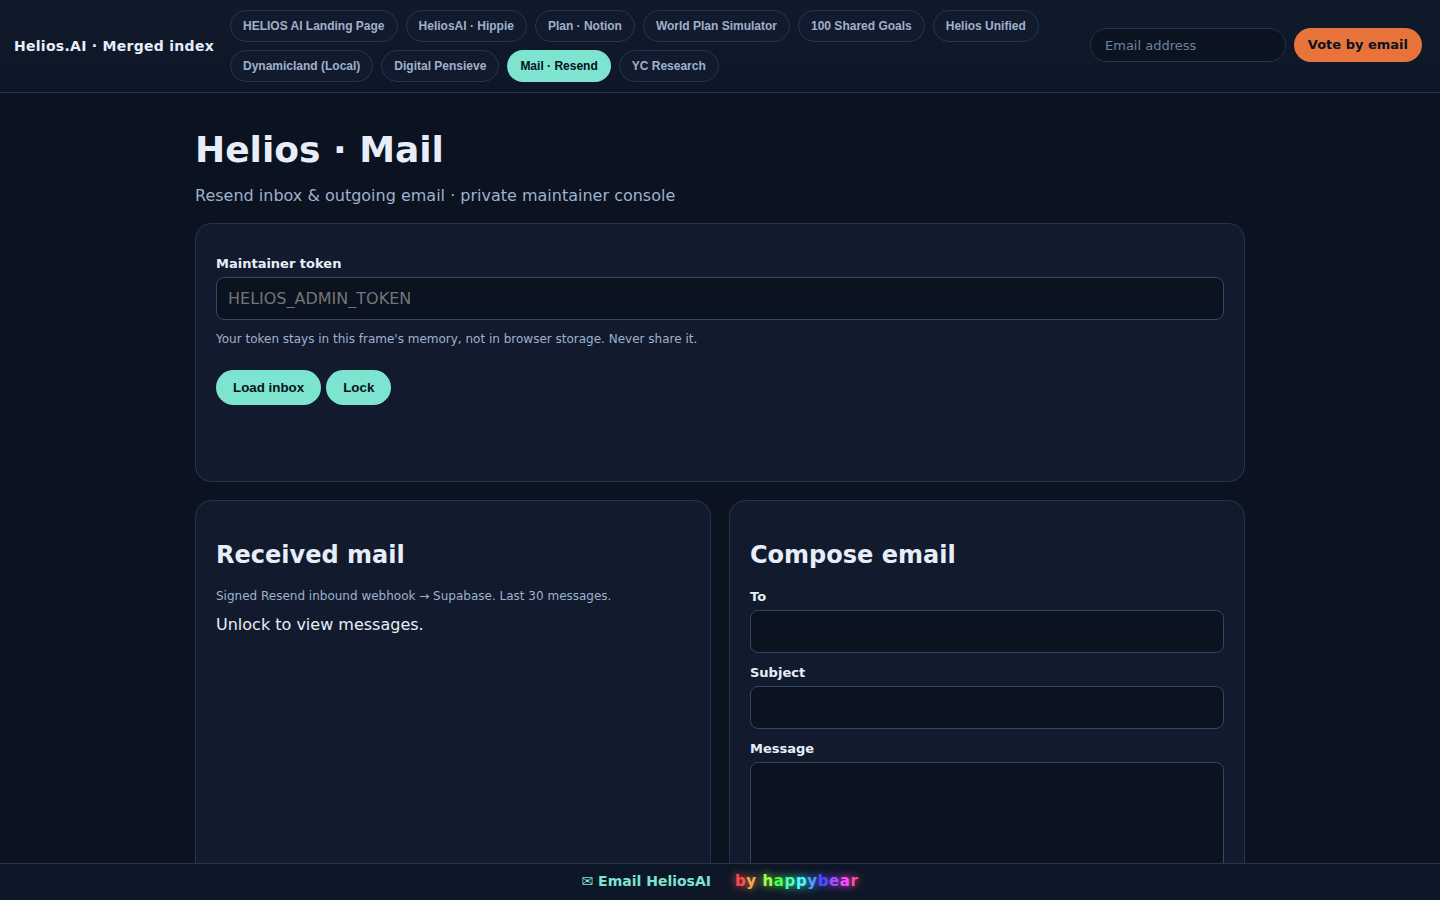 Helios.AI · Merged index
HELIOS AI Landing Page
HeliosAI · Hippie
Plan · Notion
World Plan Simulator
100 Shared Goals
Helios Unified
Dynamicland (Local)
Digital Pensieve
Mail · Resend
YC Research
Email address
Vote by email
Helios · Mail
Resend inbox & outgoing email · private maintainer console
Maintainer token
HELIOS_ADMIN_TOKEN
Your token stays in this frame's memory, not in browser storage. Never share it.
Load inbox
Lock
Received mail
Signed Resend inbound webhook → Supabase. Last 30 messages.
Unlock to view messages.
Compose email
To
Subject
Message
✉ Email HeliosAI
by happybear